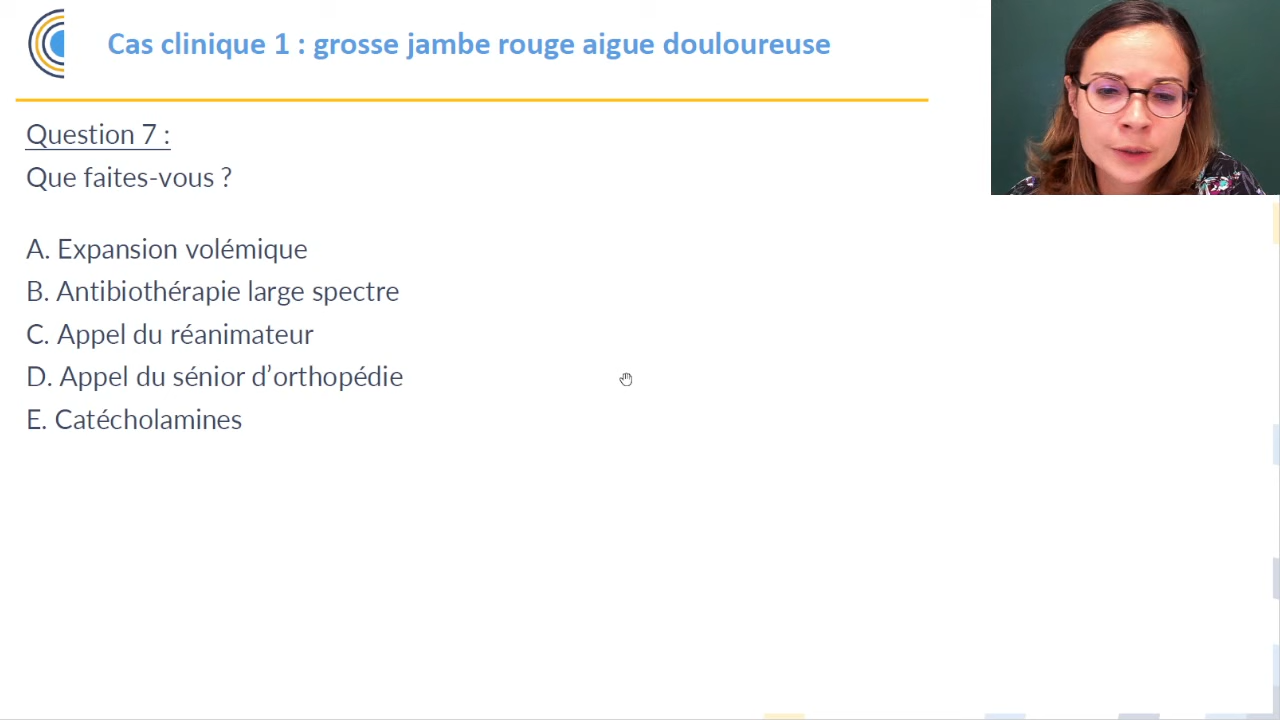 Cas clinique 1 : grosse jambe rouge aigue douloureuse
Question 7 :
Que faites-vous ?
A. Expansion volémique
B. Antibiothérapie large spectre
C. Appel du réanimateur
D. Appel du sénior d’orthopédie
E. Catécholamines